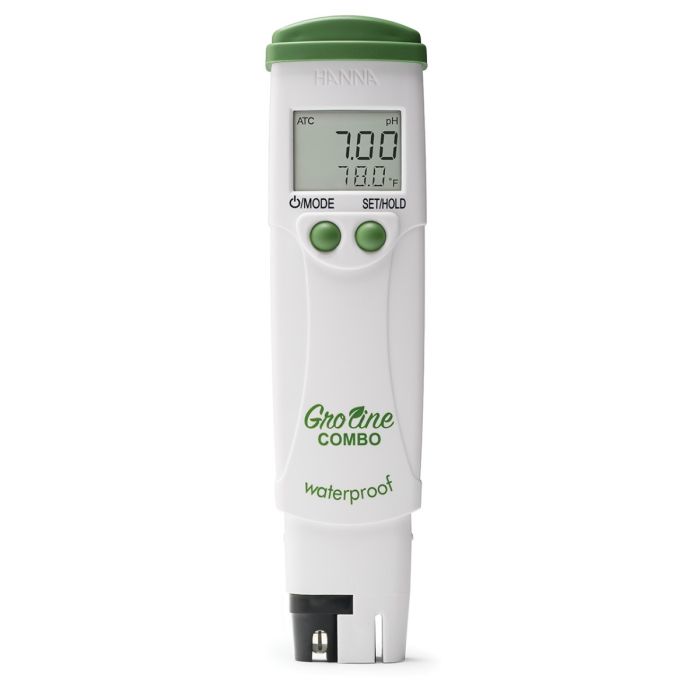 HANNA
ATC pH
7.00
78.0 °F
⏻/MODE SET/HOLD
GroLine
COMBO
waterproof